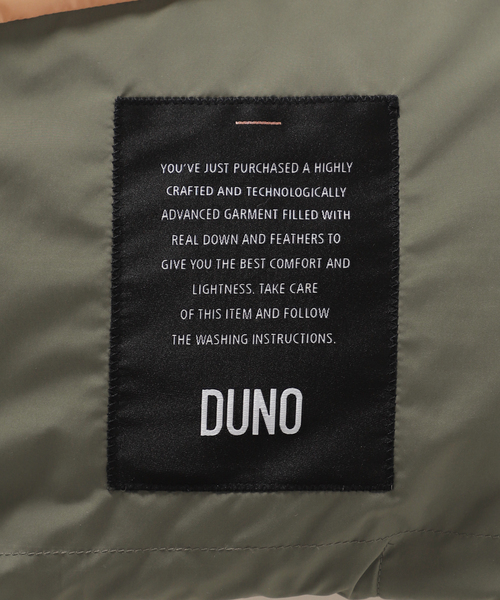 YOU'VE JUST PURCHASED A HIGHLY
CRAFTED AND TECHNOLOGICALLY
ADVANCED GARMENT FILLED WITH
REAL DOWN AND FEATHERS TO
GIVE YOU THE BEST COMFORT AND
LIGHTNESS. TAKE CARE
OF THIS ITEM AND FOLLOW
THE WASHING INSTRUCTIONS.
DUNO